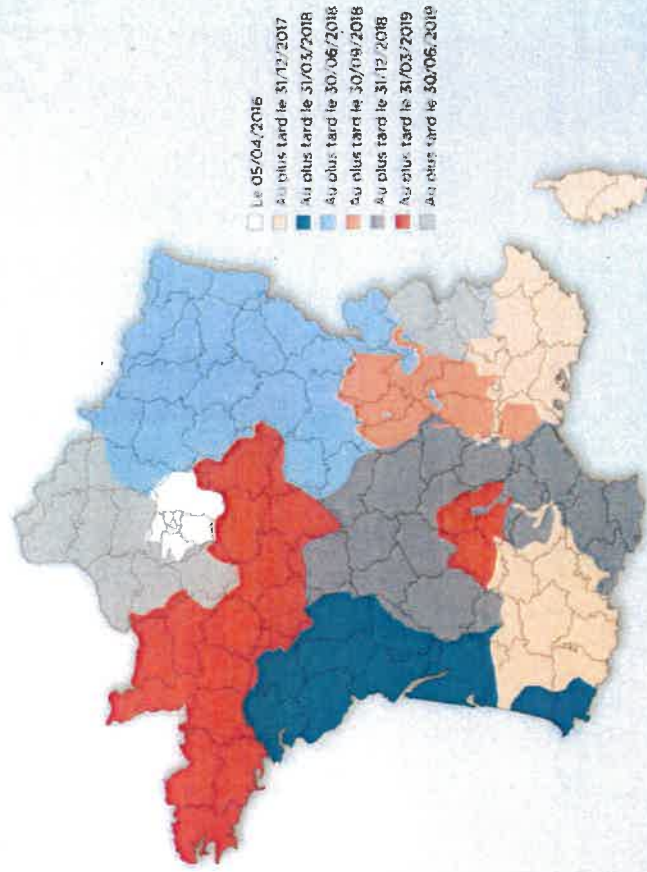 Le 05/04/2016
Au plus tard le 31/12/2017
Au plus tard le 31/03/2018
Au plus tard le 30/06/2018
Au plus tard le 30/09/2018
Au plus tard le 31/12/2018
Au plus tard le 31/03/2019
Au plus tard le 30/06/2019